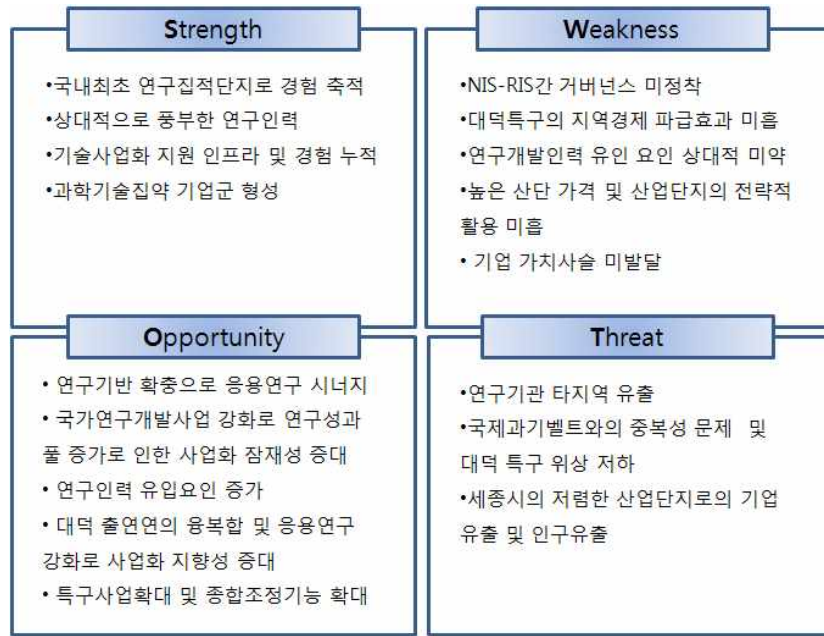 Strength
•국내최초 연구집적단지로 경험 축적
•상대적으로 풍부한 연구인력
•기술사업화 지원 인프라 및 경험 누적
•과학기술집약 기업군 형성
Weakness
•NIS-RIS간 거버넌스 미정착
•대덕특구의 지역경제 파급효과 미흡
•연구개발인력 유인 요인 상대적 미약
•높은 산단 가격 및 산업단지의 전략적
활용 미흡
• 기업 가치사슬 미발달
Opportunity
• 연구기반 확충으로 응용연구 시너지
• 국가연구개발사업 강화로 연구성과
풀 증가로 인한 사업화 잠재성 증대
• 연구인력 유입요인 증가
• 대덕 출연연의 융복합 및 응용연구
강화로 사업화 지향성 증대
• 특구사업확대 및 종합조정기능 확대
Threat
•연구기관 타지역 유출
•국제과기벨트와의 중복성 문제 및
대덕 특구 위상 저하
•세종시의 저렴한 산업단지로의 기업
유출 및 인구유출